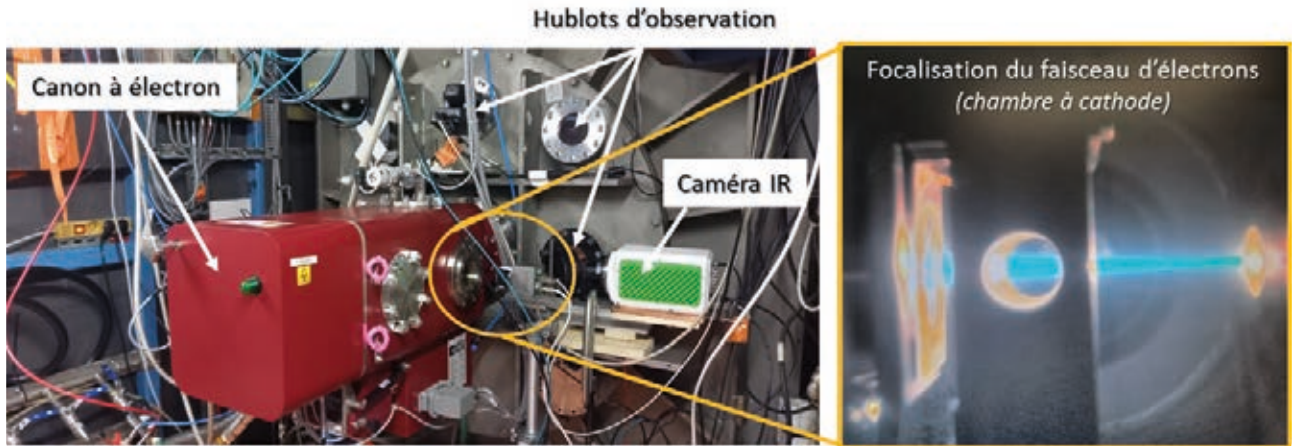 Hublots d'observation
Canon à électron
Caméra IR
Focalisation du faisceau d'électrons
(chambre à cathode)